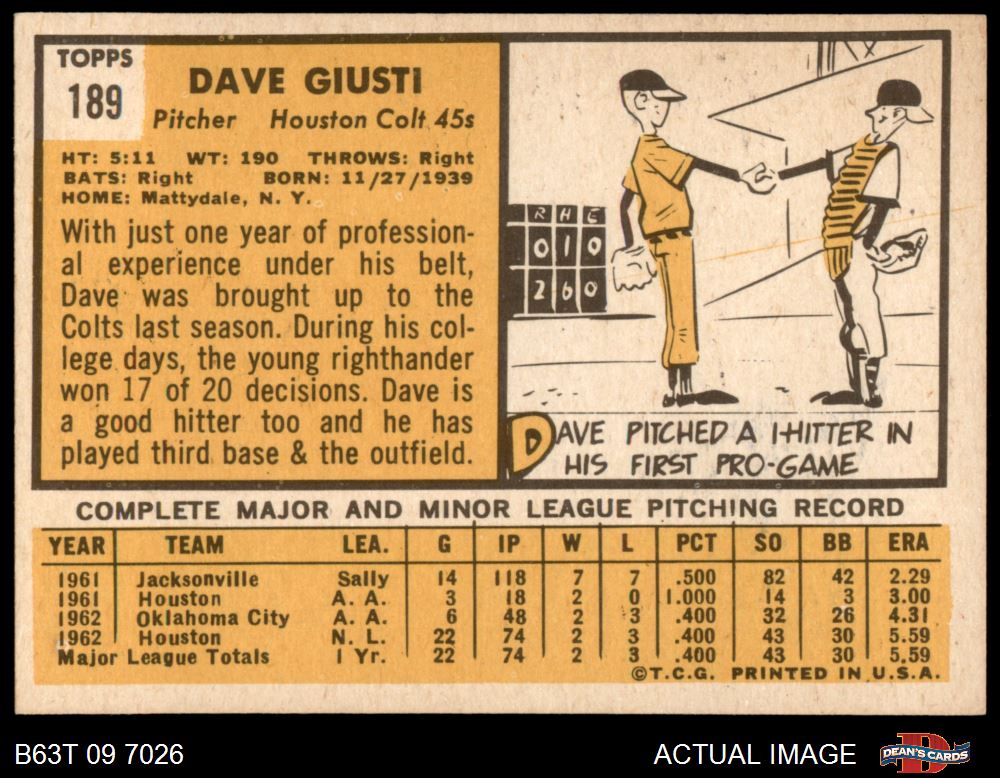 TOPPS
189
DAVE GIUSTI
Pitcher Houston Colt 45s
HT: 5:11 WT: 190 THROWS: Right
BATS: Right BORN: 11/27/1939
HOME: Mattydale, N. Y.
With just one year of profession-
al experience under his belt,
Dave was brought up to the
Colts last season. During his col-
lege days, the young righthander
won 17 of 20 decisions. Dave is
a good hitter too and he has
played third base & the outfield.
R H E
0 1 0
2 6 0
DAVE PITCHED A 1-HITTER IN
HIS FIRST PRO-GAME
COMPLETE MAJOR AND MINOR LEAGUE PITCHING RECORD
YEAR TEAM LEA. G IP W L PCT SO BB ERA
1961 Jacksonville Sally 14 118 7 7 .500 82 42 2.29
1961 Houston A. A. 3 18 2 0 1.000 14 3 3.00
1962 Oklahoma City A. A. 6 48 2 3 .400 32 26 4.31
1962 Houston N. L. 22 74 2 3 .400 43 30 5.59
Major League Totals 1 Yr. 22 74 2 3 .400 43 30 5.59
©T.C.G. PRINTED IN U.S.A.
B63T 09 7026
ACTUAL IMAGE
DEAN'S CARDS